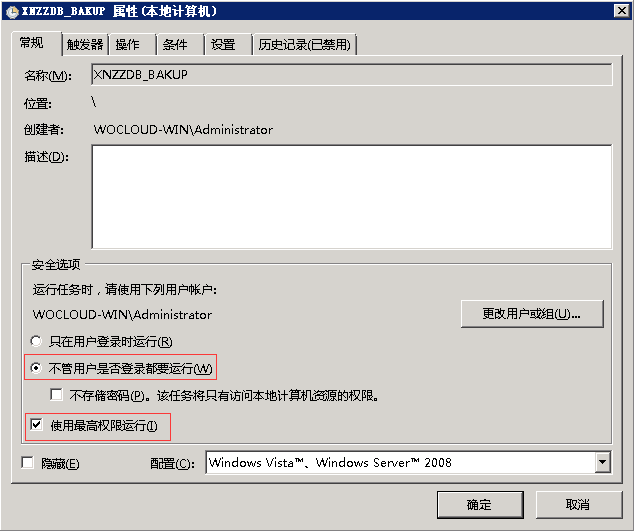 XNZZDB_BAKUP 属性(本地计算机)
常规 触发器 操作 条件 设置 历史记录(已禁用)
名称(M): XNZZDB_BAKUP
位置: \
创建者: WOCLOUD-WIN\Administrator
描述(D):
安全选项
运行任务时，请使用下列用户帐户:
WOCLOUD-WIN\Administrator 更改用户或组(U)...
只在用户登录时运行(R)
不管用户是否登录都要运行(W)
不存储密码(P)。该任务将只有访问本地计算机资源的权限。
使用最高权限运行(I)
隐藏(E) 配置(C): Windows Vista™、Windows Server™ 2008
确定 取消